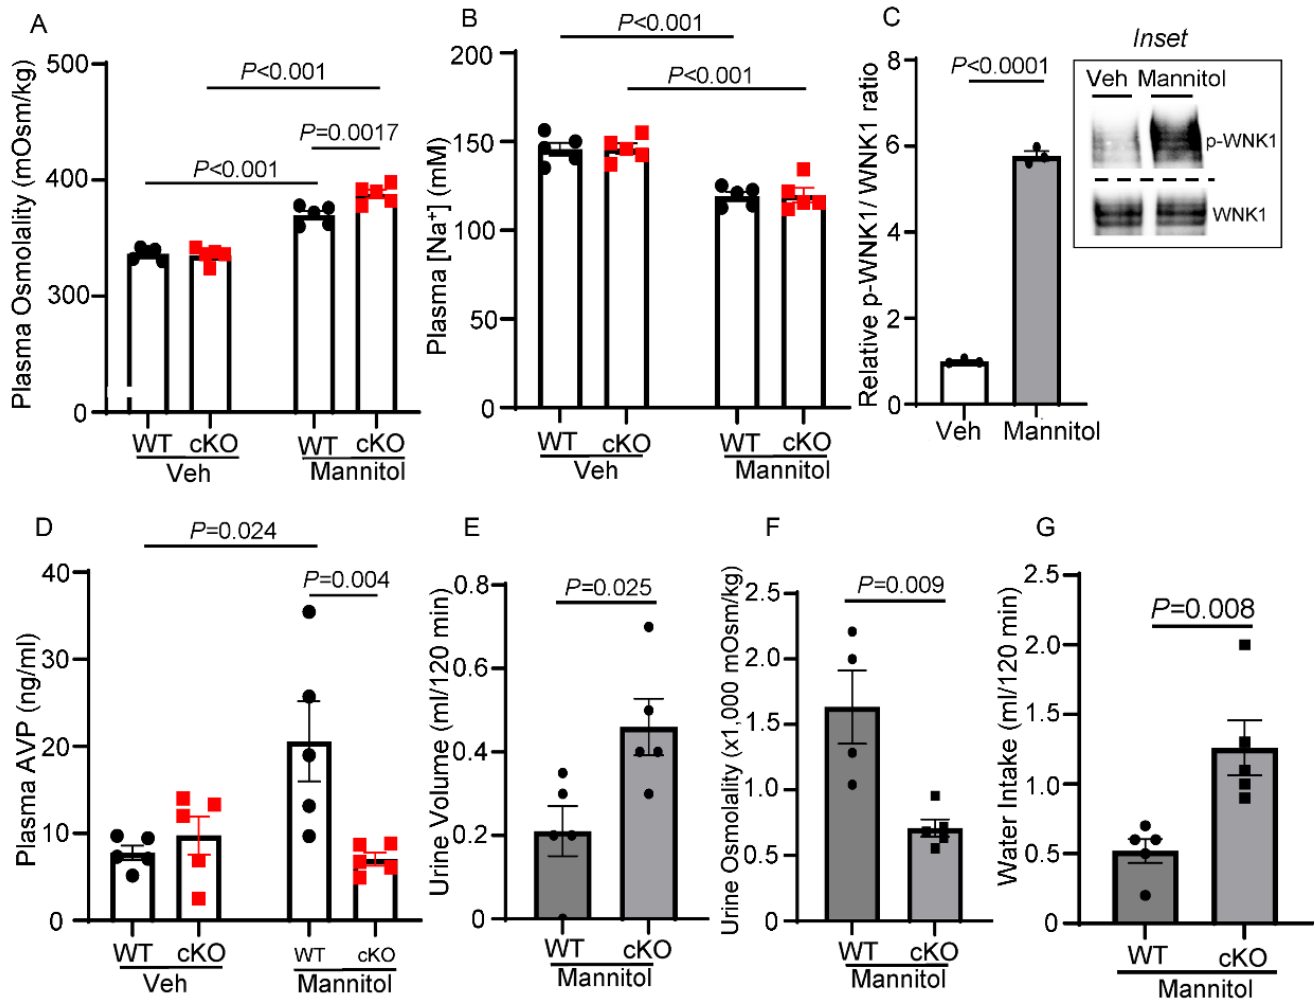 A
Plasma Osmolality (mOsm/kg)
500
400
300
0
P<0.001
P=0.0017
P<0.001
WT cKO WT cKO
Veh Mannitol
B
Plasma [Na⁺] (mM)
200
150
100
50
0
P<0.001
P<0.001
WT cKO WT cKO
Veh Mannitol
C
Relative p-WNK1/ WNK1 ratio
8
6
4
2
0
P<0.0001
Veh Mannitol
Inset
Veh Mannitol
p-WNK1
WNK1
D
Plasma AVP (ng/ml)
40
30
20
10
0
P=0.024
P=0.004
WT cKO WT cKO
Veh Mannitol
E
Urine Volume (ml/120 min)
0.8
0.6
0.4
0.2
0
P=0.025
WT cKO
Mannitol
F
Urine Osmolality (x1,000 mOsm/kg)
2.5
2.0
1.5
1.0
0.5
0
P=0.009
WT cKO
Mannitol
G
Water Intake (ml/120 min)
2.5
2.0
1.5
1.0
0.5
0
P=0.008
WT cKO
Mannitol